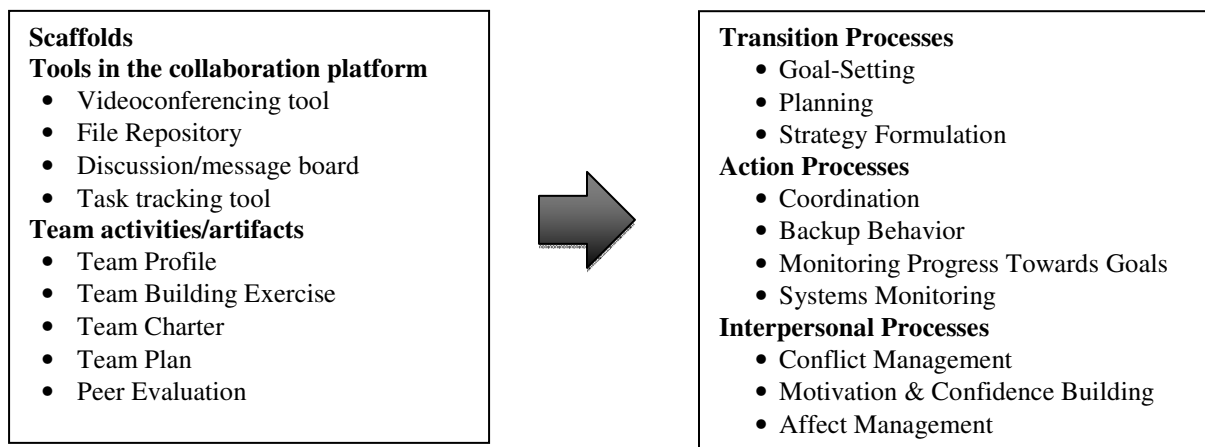 Scaffolds
Tools in the collaboration platform
• Videoconferencing tool
• File Repository
• Discussion/message board
• Task tracking tool
Team activities/artifacts
• Team Profile
• Team Building Exercise
• Team Charter
• Team Plan
• Peer Evaluation
Transition Processes
• Goal-Setting
• Planning
• Strategy Formulation
Action Processes
• Coordination
• Backup Behavior
• Monitoring Progress Towards Goals
• Systems Monitoring
Interpersonal Processes
• Conflict Management
• Motivation & Confidence Building
• Affect Management